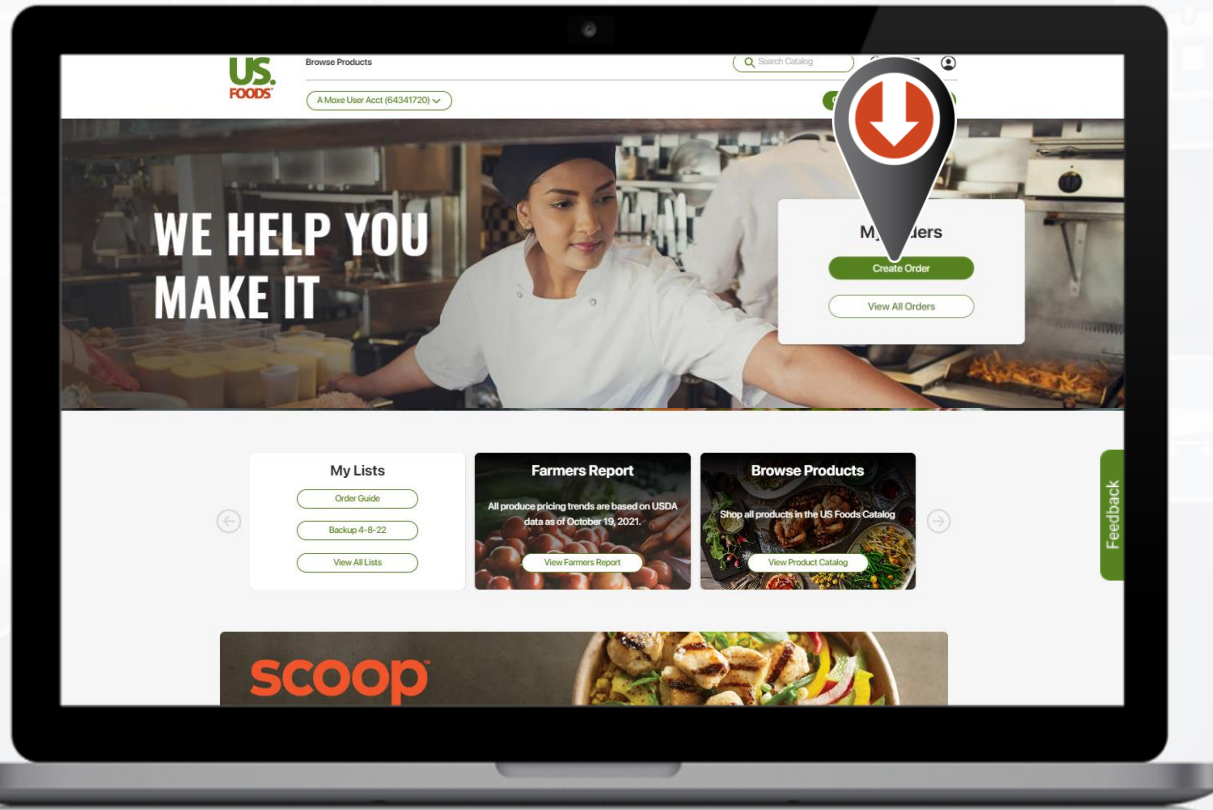 US.
FOODS
Browse Products
Search Catalog
A Moxe User Acct (64341720)
WE HELP YOU
MAKE IT
Create Order
View All Orders
My Lists
Order Guide
Backup 4-8-22
View All Lists
Farmers Report
All produce pricing trends are based on USDA
data as of October 19, 2021.
View Farmers Report
Browse Products
Shop all products in the US Foods Catalog
View Product Catalog
Feedback
scoop